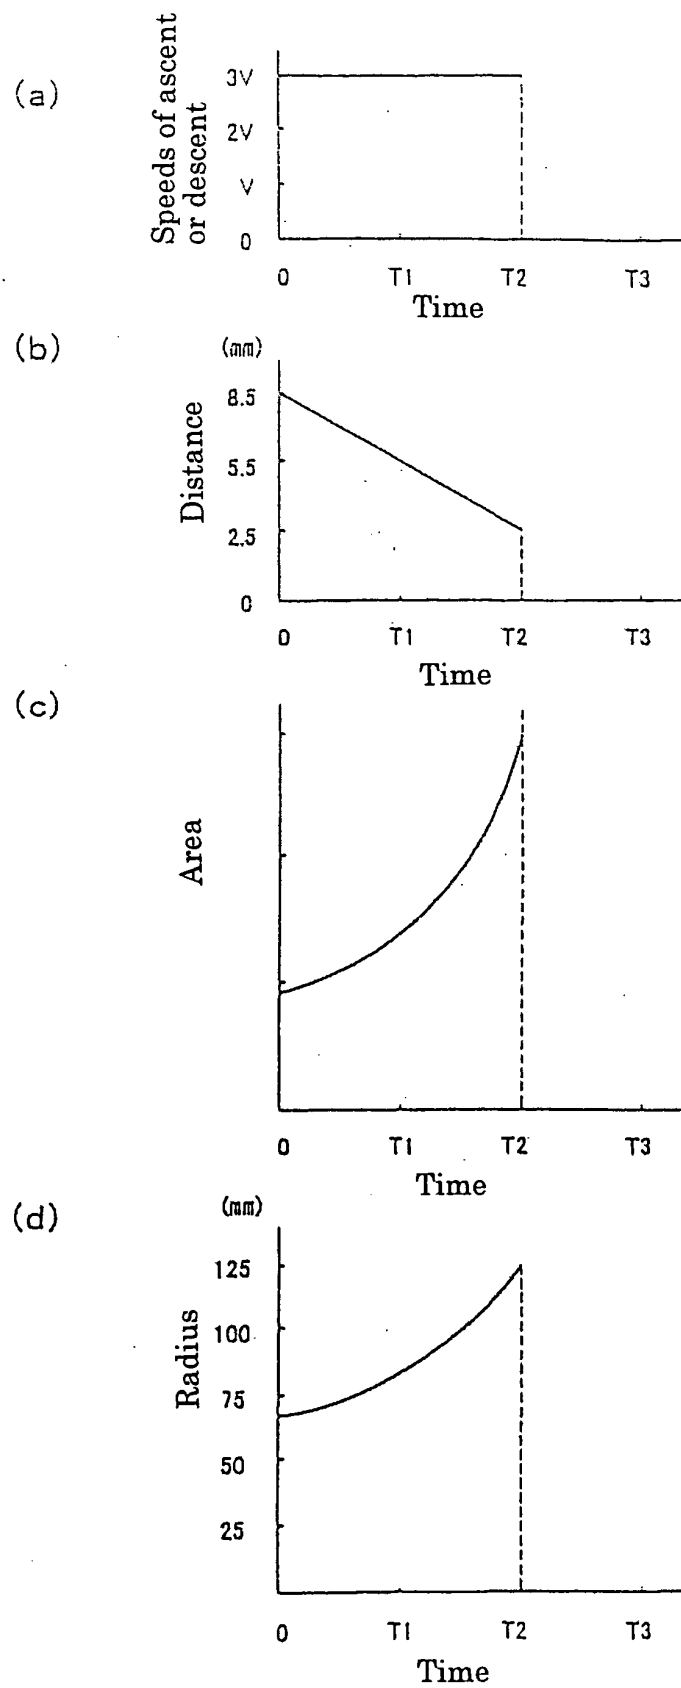 (a)
Speeds of ascent
or descent
3V
2V
V
0
0 T1 T2 T3
Time
(b)
(mm)
Distance
8.5
5.5
2.5
0
0 T1 T2 T3
Time
(c)
Area
0 T1 T2 T3
Time
(d)
(mm)
Radius
125
100
75
50
25
0 T1 T2 T3
Time